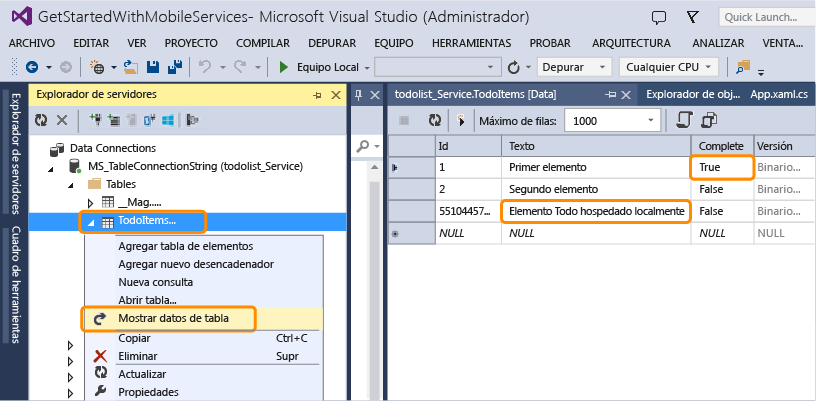 GetStartedWithMobileServices- Microsoft Visual Studio (Administrador)
Quick Launch...
ARCHIVO EDITAR VER PROYECTO COMPILAR DEPURAR EQUIPO HERRAMIENTAS PROBAR ARQUITECTURA ANALIZAR VENTA...
Equipo Local Depurar Cualquier CPU App
Explorador de servidores
Cuadro de herramientas
Explorador de servidores
Data Connections
MS_TableConnectionString (todolist_Service)
Tables
__Mag.....
TodoItems...
Agregar tabla de elementos
Agregar nuevo desencadenador
Nueva consulta
Abrir tabla...
Mostrar datos de tabla
Copiar Ctrl+C
Eliminar Supr
Actualizar
Propiedades
todolist_Service.TodoItems [Data] Explorador de obj... App.xaml.cs
Máximo de filas: 1000
Id Texto Complete Versión
1 Primer elemento True Binario...
2 Segundo elemento False Binario...
55104457... Elemento Todo hospedado localmente False Binario...
NULL NULL NULL NULL